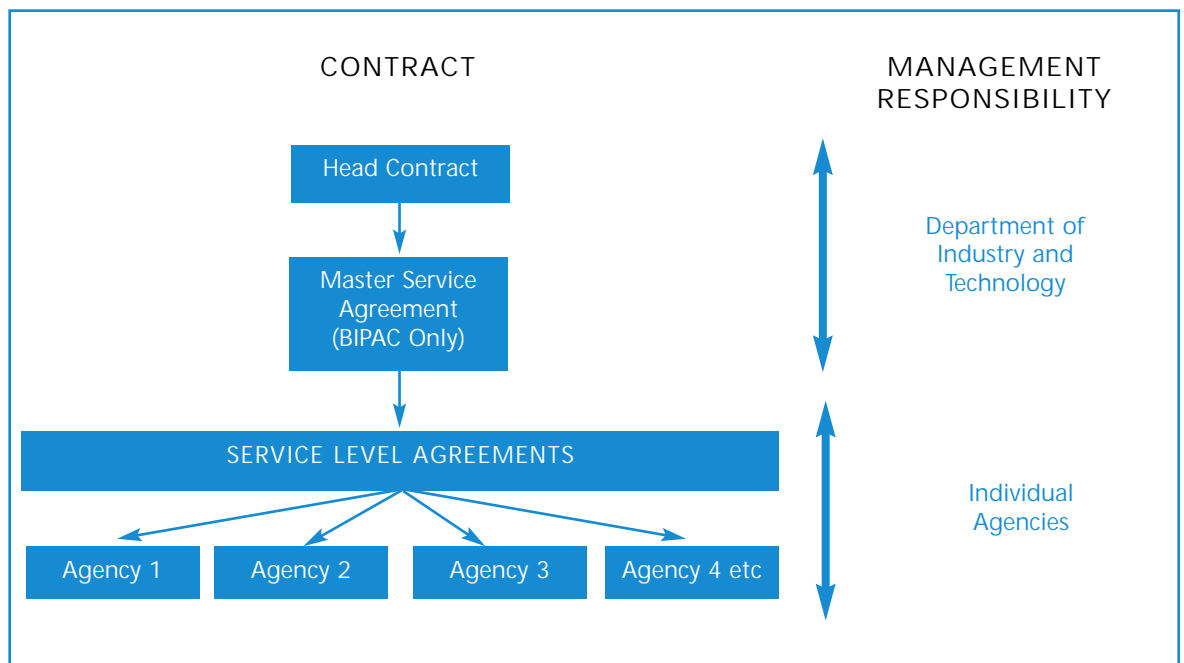 CONTRACT
MANAGEMENT
RESPONSIBILITY
Head Contract
Master Service
Agreement
(BIPAC Only)
Department of
Industry and
Technology
SERVICE LEVEL AGREEMENTS
Individual
Agencies
Agency 1
Agency 2
Agency 3
Agency 4 etc